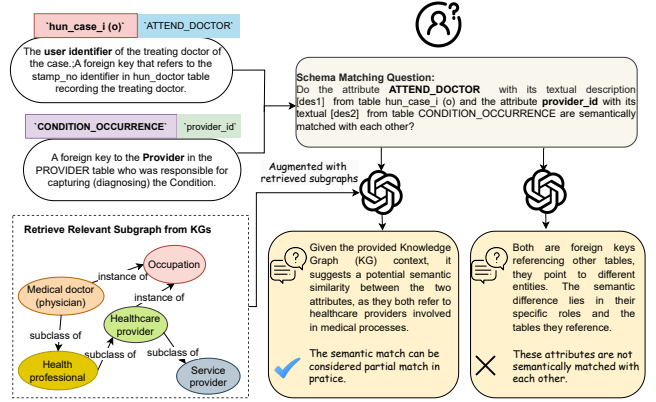 `hun_case_i (o)` `ATTEND_DOCTOR`
The user identifier of the treating doctor of
the case.;A foreign key that refers to the
stamp_no identifier in hun_doctor table
recording the treating doctor.
`CONDITION_OCCURRENCE` `provider_id`
A foreign key to the Provider in the
PROVIDER table who was responsible for
capturing (diagnosing) the Condition.
Schema Matching Question:
Do the attribute ATTEND_DOCTOR with its textual description
[des1] from table hun_case_i (o) and the attribute provider_id with its
textual [des2] from table CONDITION_OCCURRENCE are semantically
matched with each other?
Augmented with
retrieved subgraphs
Retrieve Relevant Subgraph from KGs
Occupation
instance of
Medical doctor
(physician)
instance of
Healthcare
provider
subclass of
subclass of
subclass of
Health
professional
Service
provider
Given the provided Knowledge
Graph (KG) context, it
suggests a potential semantic
similarity between the two
attributes, as they both refer to
healthcare providers involved
in medical processes.
The semantic match can be
considered partial match in
pratice.
Both are foreign keys
referencing other tables,
they point to different
entities. The semantic
difference lies in their
specific roles and the
tables they reference.
These attributes are not
semantically matched with
each other.